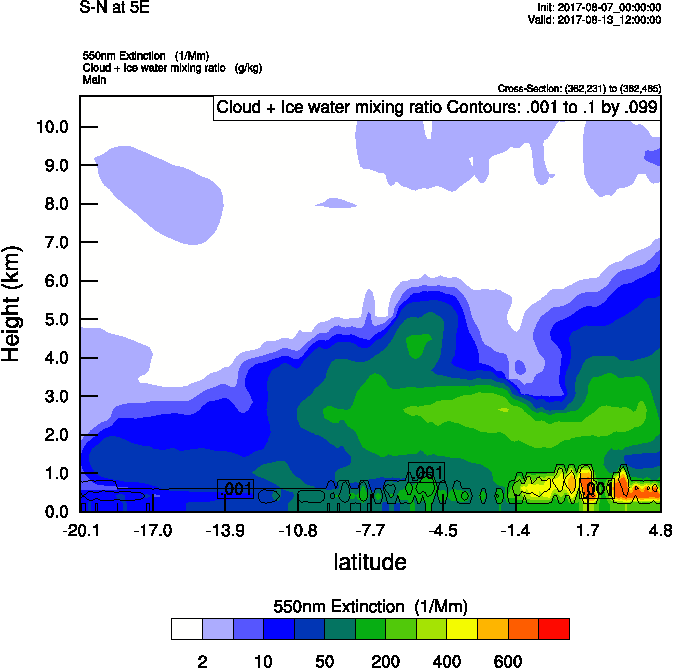 S-N at 5E
Init: 2017-08-07_00:00:00
Valid: 2017-08-13_12:00:00
550nm Extinction (1/Mm)
Cloud + Ice water mixing ratio (g/kg)
Main
Cross-Section: (362,231) to (362,485)
Cloud + Ice water mixing ratio Contours: .001 to .1 by .099
10.0
9.0
8.0
7.0
6.0
5.0
4.0
3.0
2.0
1.0
0.0
Height (km)
.001
.001
.001
-20.1 -17.0 -13.9 -10.8 -7.7 -4.5 -1.4 1.7 4.8
latitude
550nm Extinction (1/Mm)
2 10 50 200 400 600